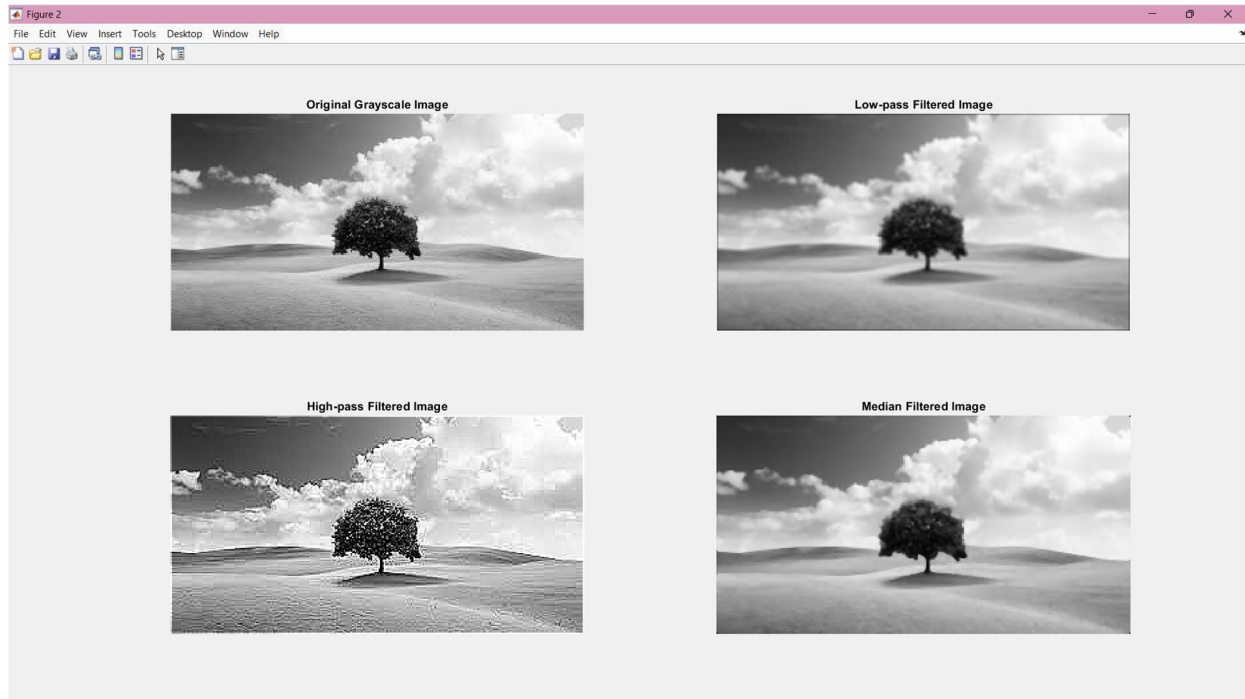 Figure 2
File Edit View Insert Tools Desktop Window Help
Original Grayscale Image
Low-pass Filtered Image
High-pass Filtered Image
Median Filtered Image